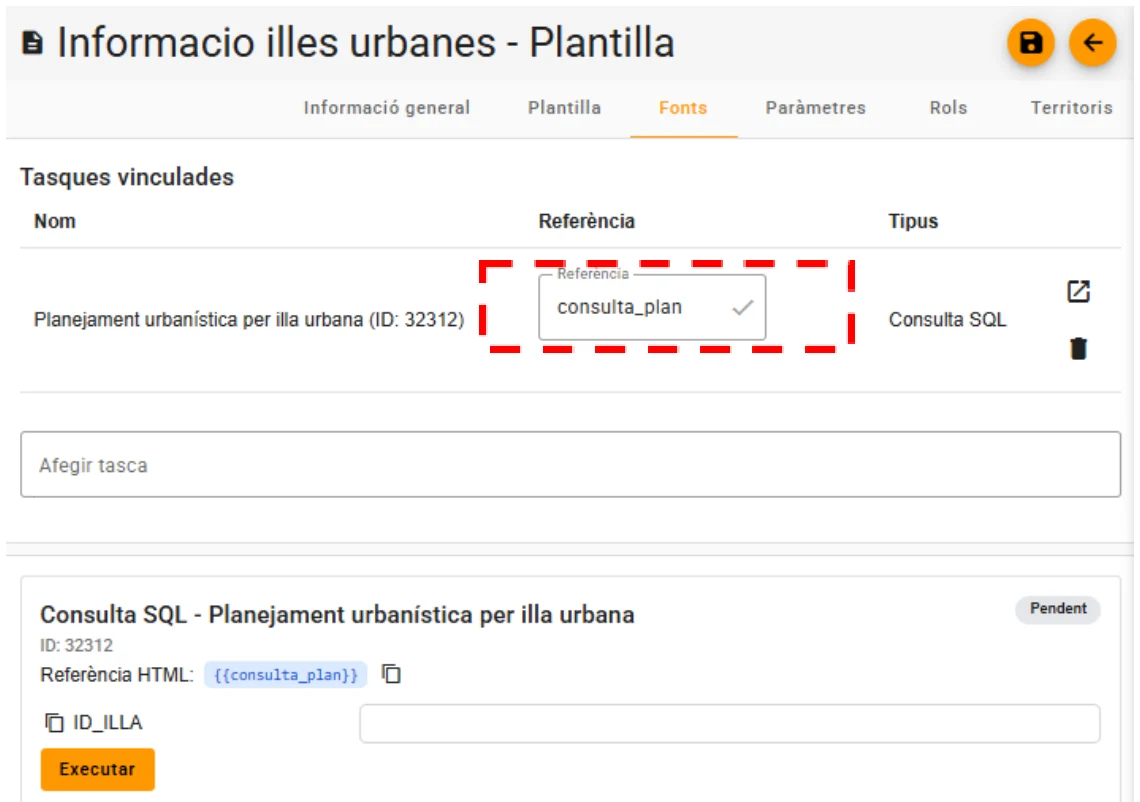 Informacio illes urbanes - Plantilla
Informació general Plantilla Fonts Paràmetres Rols Territoris
Tasques vinculades
Nom Referència Tipus
Referència
Planejament urbanística per illa urbana (ID: 32312) consulta_plan Consulta SQL
Afegir tasca
Consulta SQL - Planejament urbanística per illa urbana Pendent
ID: 32312
Referència HTML: {{consulta_plan}}
ID_ILLA
Executar